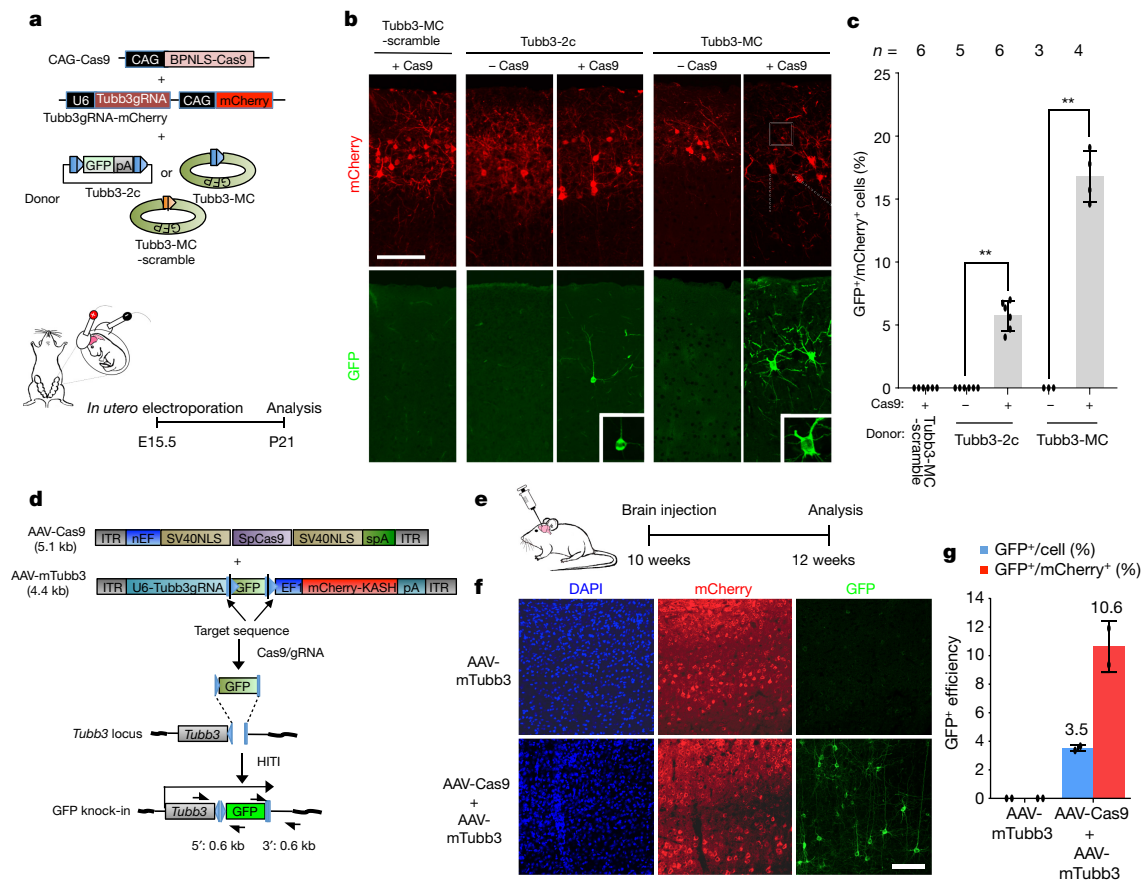 a
CAG-Cas9
CAG
BPNLS-Cas9
+
U6
Tubb3gRNA
CAG
mCherry
Tubb3gRNA-mCherry
+
GFP
pA
or
GFP
Tubb3-2c
Tubb3-MC
Donor
GFP
Tubb3-MC
-scramble
In utero electroporation
Analysis
E15.5
P21
b
Tubb3-MC
-scramble
Tubb3-2c
Tubb3-MC
+ Cas9
– Cas9
+ Cas9
– Cas9
+ Cas9
mCherry
GFP
c
n =
6
5
6
3
4
GFP+/mCherry+ cells (%)
25
20
15
10
5
0
**
**
Cas9:
+
–
+
–
+
Donor:
Tubb3-MC
-scramble
Tubb3-2c
Tubb3-MC
d
AAV-Cas9
(5.1 kb)
ITR
nEF
SV40NLS
SpCas9
SV40NLS
spA
ITR
+
AAV-mTubb3
(4.4 kb)
ITR
U6-Tubb3gRNA
GFP
EF1
mCherry-KASH
pA
ITR
Target sequence
Cas9/gRNA
GFP
Tubb3 locus
Tubb3
HITI
GFP knock-in
Tubb3
GFP
5′: 0.6 kb
3′: 0.6 kb
e
Brain injection
Analysis
10 weeks
12 weeks
f
DAPI
mCherry
GFP
AAV-
mTubb3
AAV-Cas9
+
AAV-
mTubb3
g
GFP+/cell (%)
GFP+/mCherry+ (%)
GFP+ efficiency
14
12
10
8
6
4
2
0
3.5
10.6
AAV-
mTubb3
AAV-Cas9
+
AAV-
mTubb3